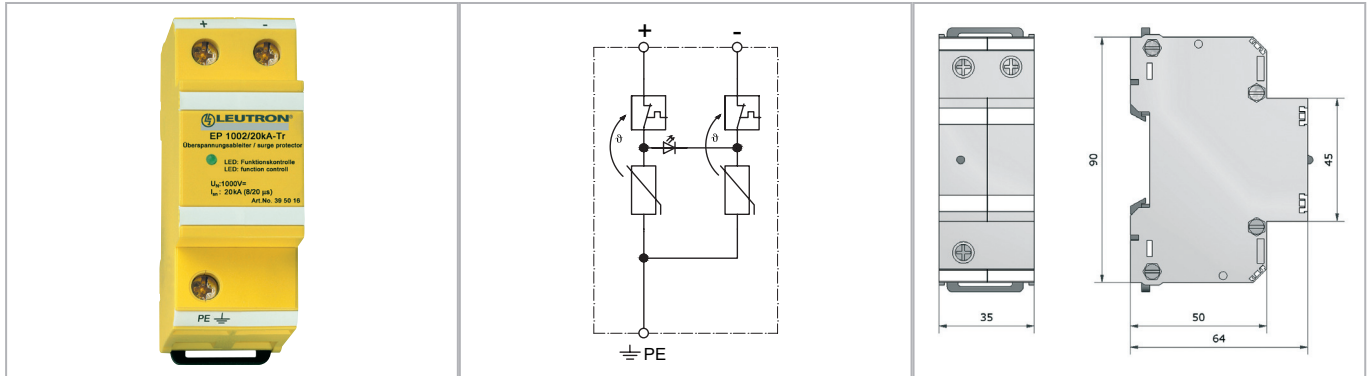 + -
LEUTRON®
EP 1002/20kA-Tr
Überspannungsableiter / surge protector
LED: Funktionskontrolle
LED: function controll
UN:1000V=
Isn: 20kA (8/20 µs)
Art.No. 39 50 16
PE
+ -
ϑ ϑ
PE
90
45
35
50
64